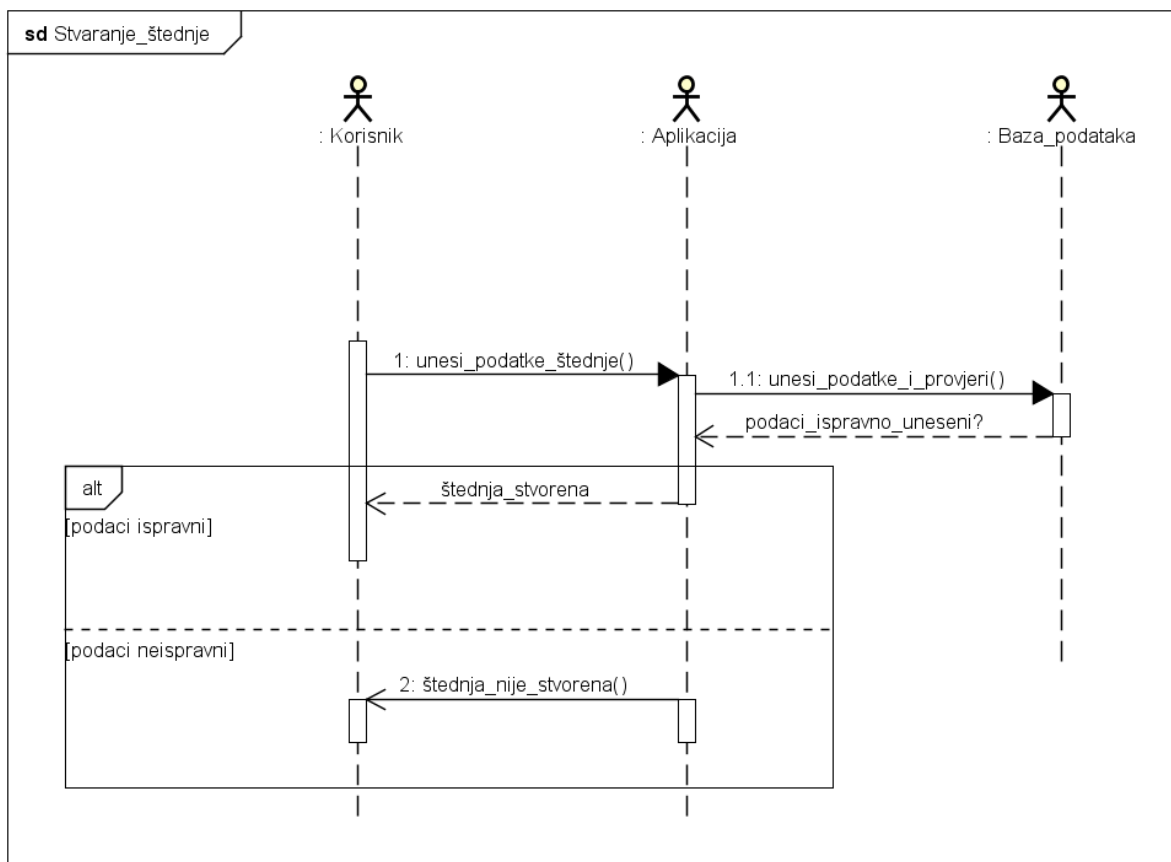 sd Stvaranje_štednje
: Korisnik
: Aplikacija
: Baza_podataka
1: unesi_podatke_štednje()
1.1: unesi_podatke_i_provjeri()
podaci_ispravno_uneseni?
alt
štednja_stvorena
[podaci ispravni]
[podaci neispravni]
2: štednja_nije_stvorena()